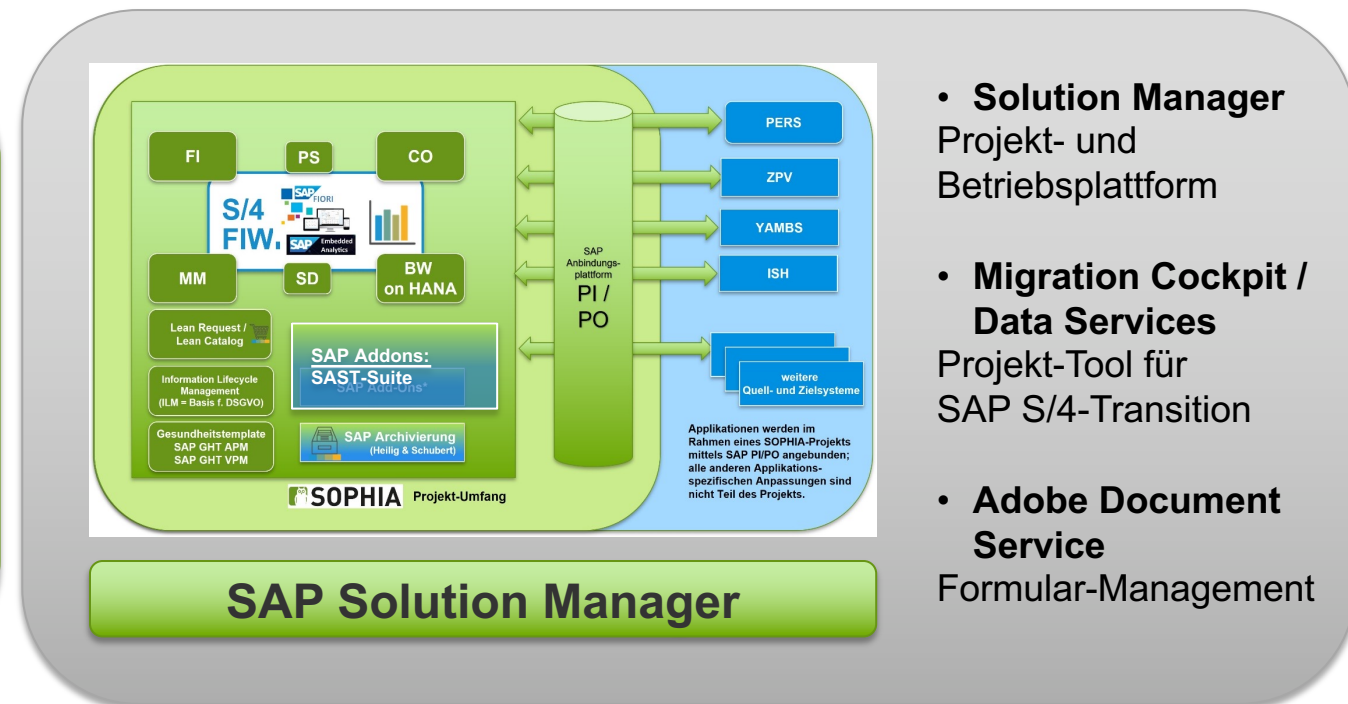 FI
PS
CO
S/4
FIW.
SAP FIORI
SAP Embedded
Analytics
MM
SD
BW
on HANA
Lean Request /
Lean Catalog
Information Lifecycle
Management
(ILM = Basis f. DSGVO)
Gesundheitstemplate
SAP GHT APM
SAP GHT VPM
SAP Addons:
SAST-Suite
SAP Add-Ons*
SAP Archivierung
(Heilig & Schubert)
SOPHIA Projekt-Umfang
SAP
Anbindungs-
plattform
PI /
PO
PERS
ZPV
YAMBS
ISH
weitere
Quell- und Zielsysteme
Applikationen werden im
Rahmen eines SOPHIA-Projekts
mittels SAP PI/PO angebunden;
alle anderen Applikations-
spezifischen Anpassungen sind
nicht Teil des Projekts.
SAP Solution Manager
• Solution Manager
Projekt- und
Betriebsplattform
• Migration Cockpit /
Data Services
Projekt-Tool für
SAP S/4-Transition
• Adobe Document
Service
Formular-Management